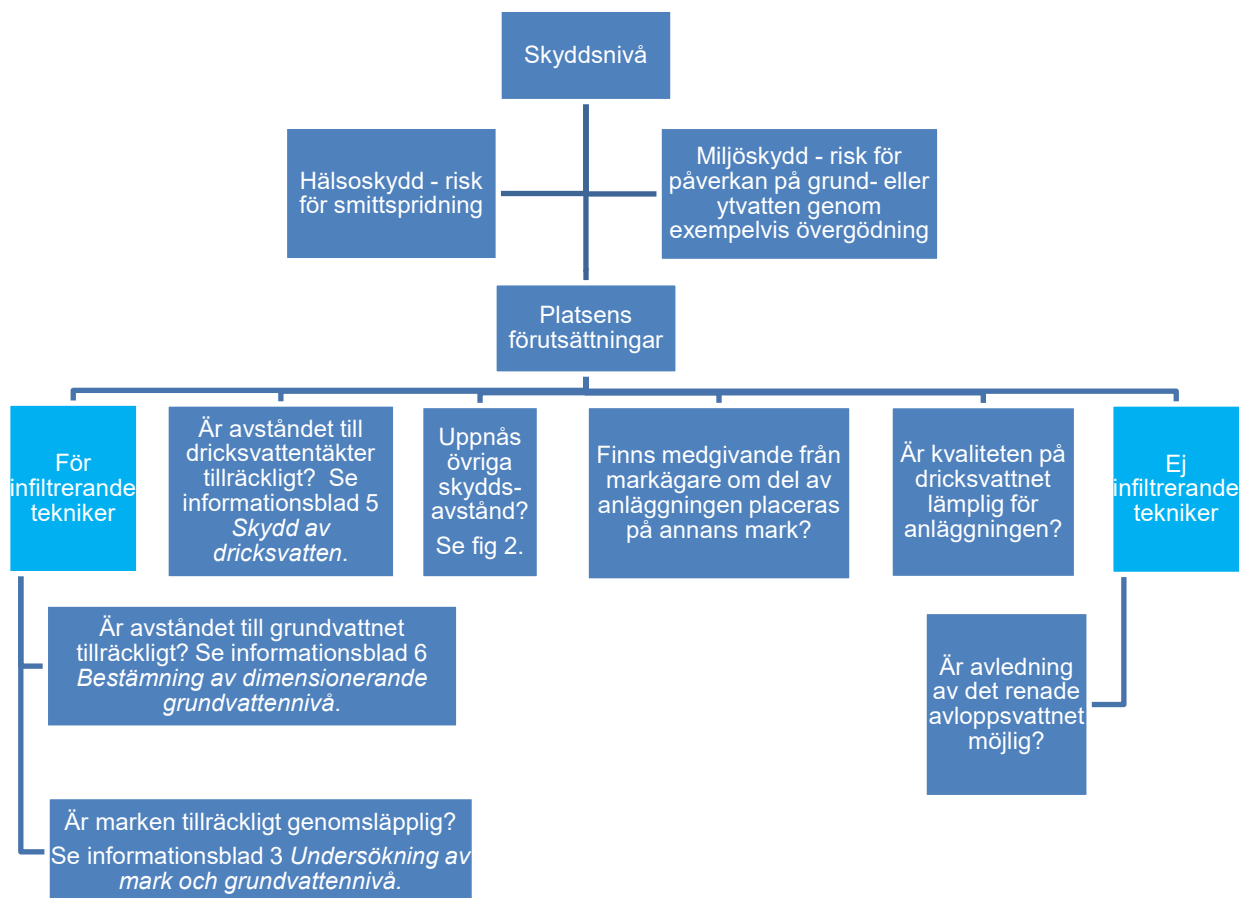 Skyddsnivå
Hälsoskydd - risk
för smittspridning
Miljöskydd - risk för
påverkan på grund- eller
ytvatten genom
exempelvis övergödning
Platsens
förutsättningar
För
infiltrerande
tekniker
Är avståndet till
dricksvattentäkter
tillräckligt? Se
informationsblad 5
Skydd av
dricksvatten.
Uppnås
övriga
skydds-
avstånd?
Se fig 2.
Finns medgivande från
markägare om del av
anläggningen placeras
på annans mark?
Är kvaliteten på
dricksvattnet
lämplig för
anläggningen?
Ej
infiltrerande
tekniker
Är avståndet till grundvattnet
tillräckligt? Se informationsblad 6
Bestämning av dimensionerande
grundvattennivå.
Är avledning
av det renade
avloppsvattnet
möjlig?
Är marken tillräckligt genomsläpplig?
Se informationsblad 3 Undersökning av
mark och grundvattennivå.